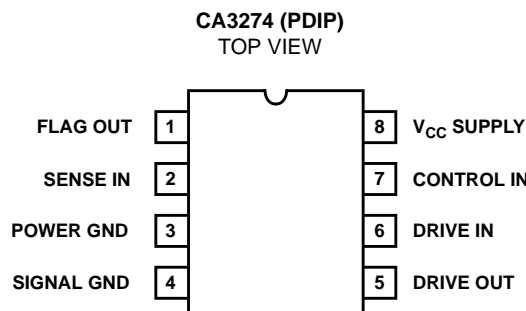 CA3274 (PDIP)
TOP VIEW
FLAG OUT 1 8 VCC SUPPLY
SENSE IN 2 7 CONTROL IN
POWER GND 3 6 DRIVE IN
SIGNAL GND 4 5 DRIVE OUT